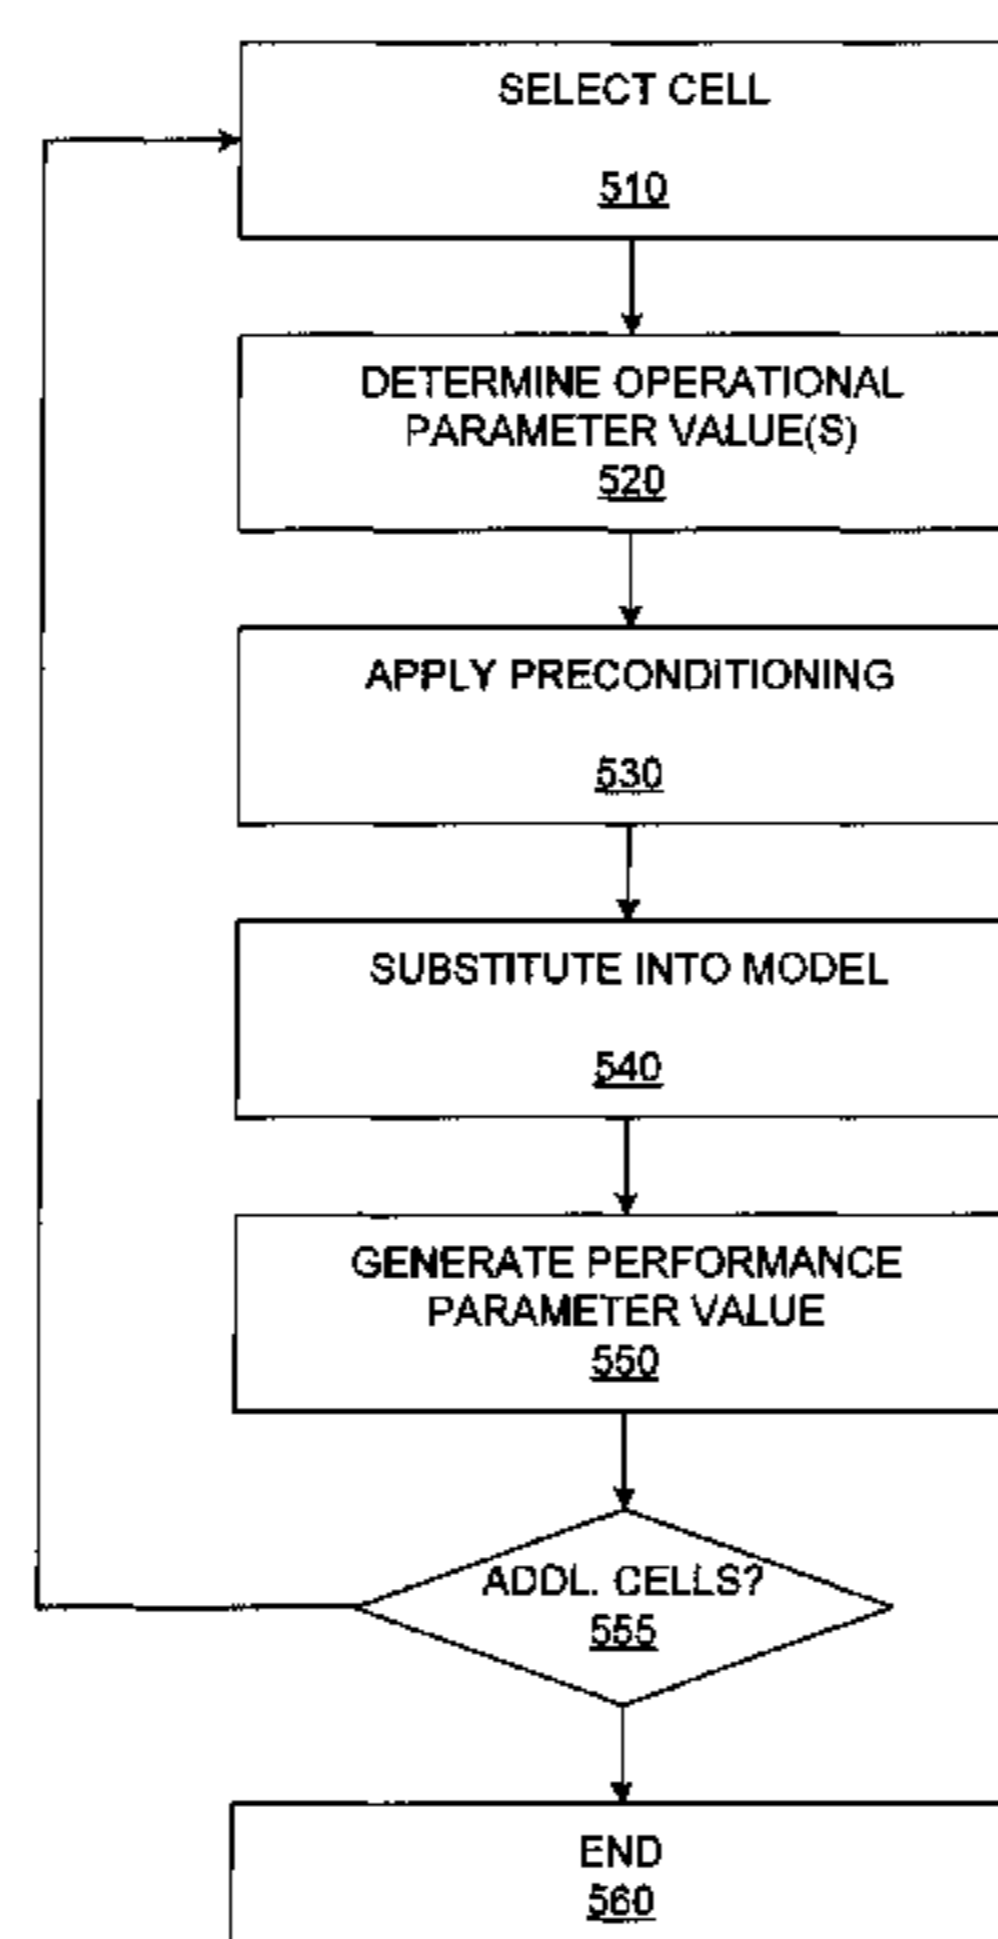 SELECT CELL
510
DETERMINE OPERATIONAL
PARAMETER VALUE(S)
520
APPLY PRECONDITIONING
530
SUBSTITUTE INTO MODEL
540
GENERATE PERFORMANCE
PARAMETER VALUE
550
ADDL. CELLS?
555
END
560